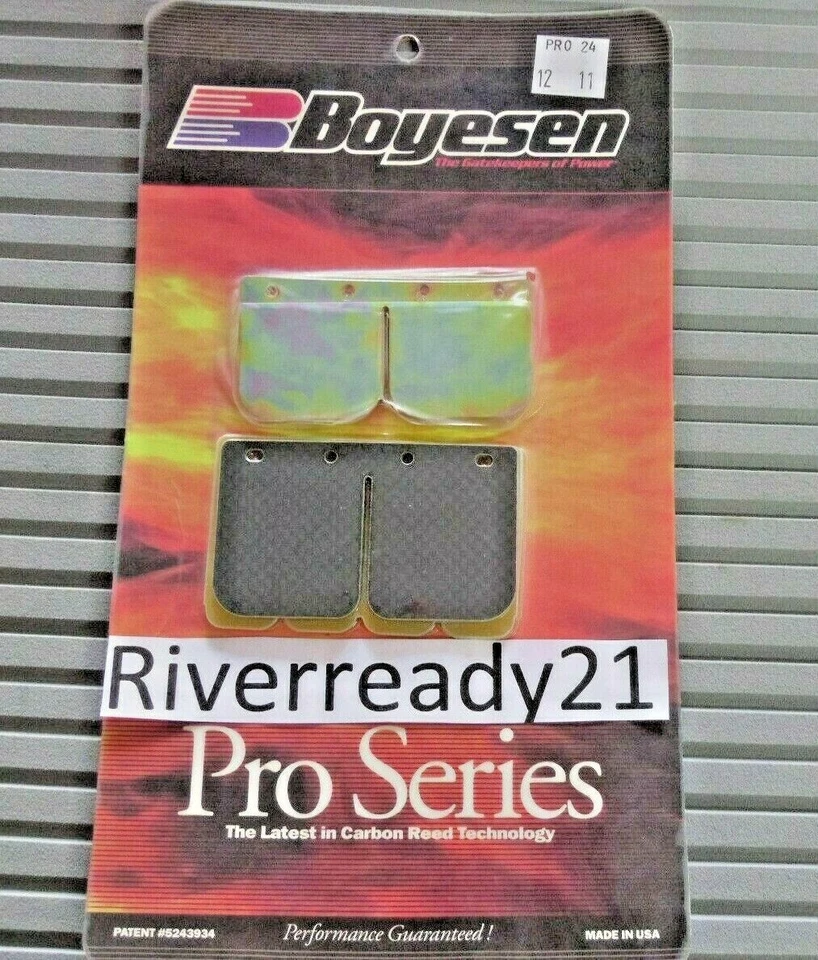 PRO 24
12 11
Boyesen
The Gatekeepers of Power
Riverready21
Pro Series
The Latest in Carbon Reed Technology
PATENT #5243934
Performance Guaranteed !
MADE IN USA